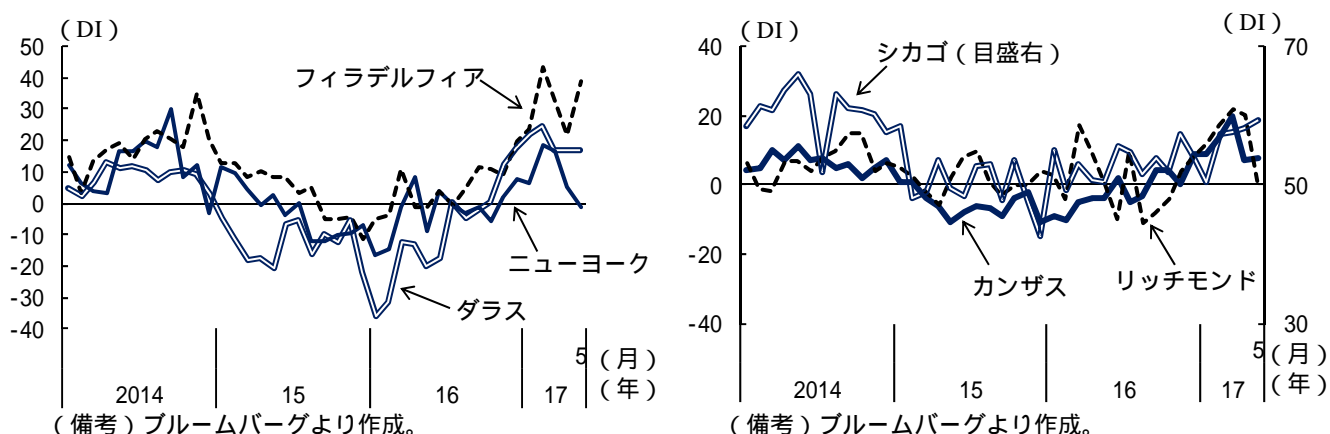 （DI）
50
40
30
20
10
0
-10
-20
-30
-40
フィラデルフィア
ニューヨーク
ダラス
5（月）
2014 15 16 17（年）
（備考）ブルームバーグより作成。
（DI）
（DI）
40
20
0
-20
-40
70
50
30
シカゴ（目盛右）
カンザス
リッチモンド
5（月）
2014 15 16 17（年）
（備考）ブルームバーグより作成。